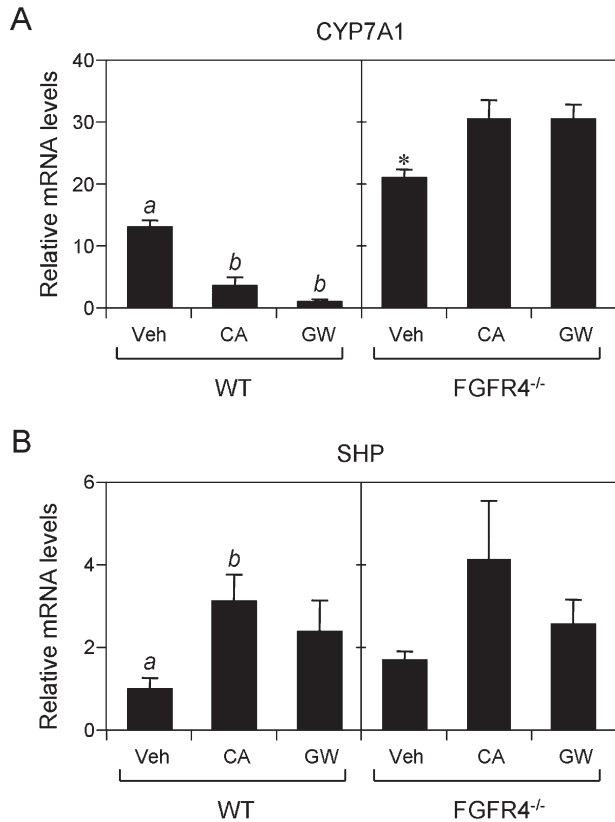 A
CYP7A1
Relative mRNA levels
40
30
20
10
0
a
b
b
*
Veh CA GW Veh CA GW
WT FGFR4-/-
B
SHP
Relative mRNA levels
6
4
2
0
a
b
Veh CA GW Veh CA GW
WT FGFR4-/-